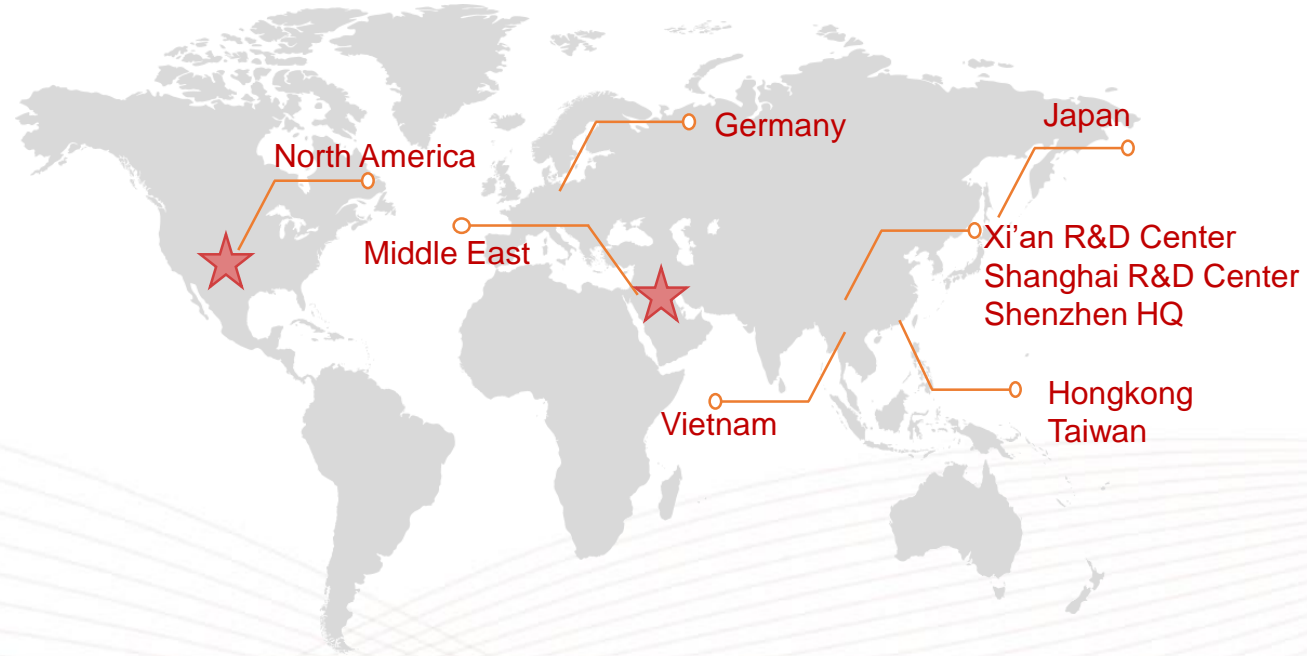 Germany
Japan
North America
Middle East
Xi’an R&D Center
Shanghai R&D Center
Shenzhen HQ
Vietnam
Hongkong
Taiwan